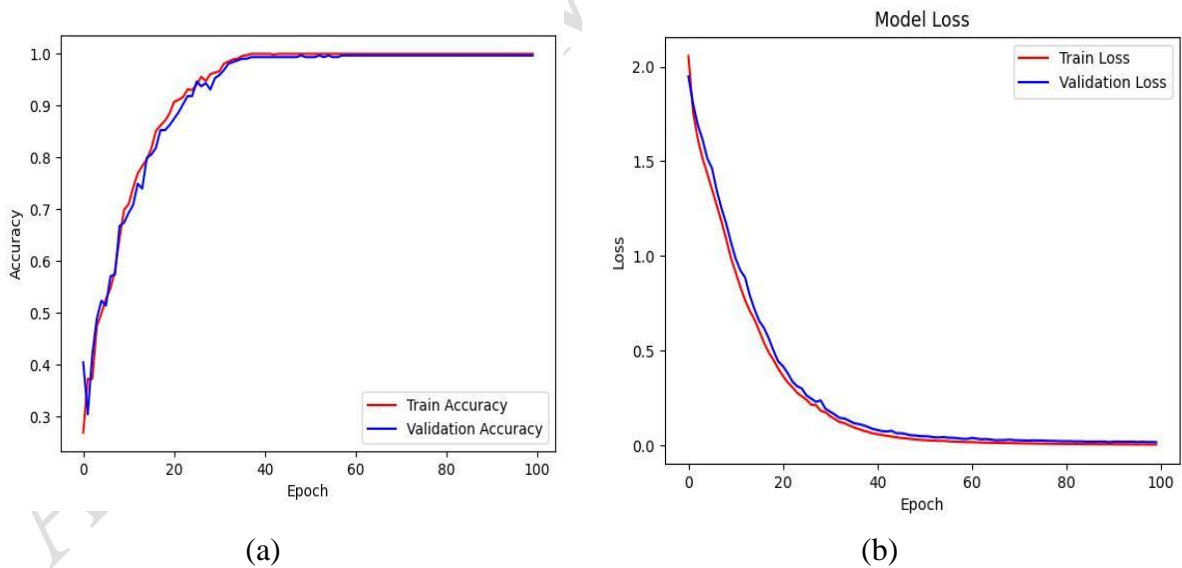 Model Loss
1.0
0.9
0.8
0.7
0.6
0.5
0.4
0.3
Accuracy
Train Accuracy
Validation Accuracy
0 20 40 60 80 100
Epoch
(a)
2.0
1.5
1.0
0.5
0.0
Loss
Train Loss
Validation Loss
0 20 40 60 80 100
Epoch
(b)